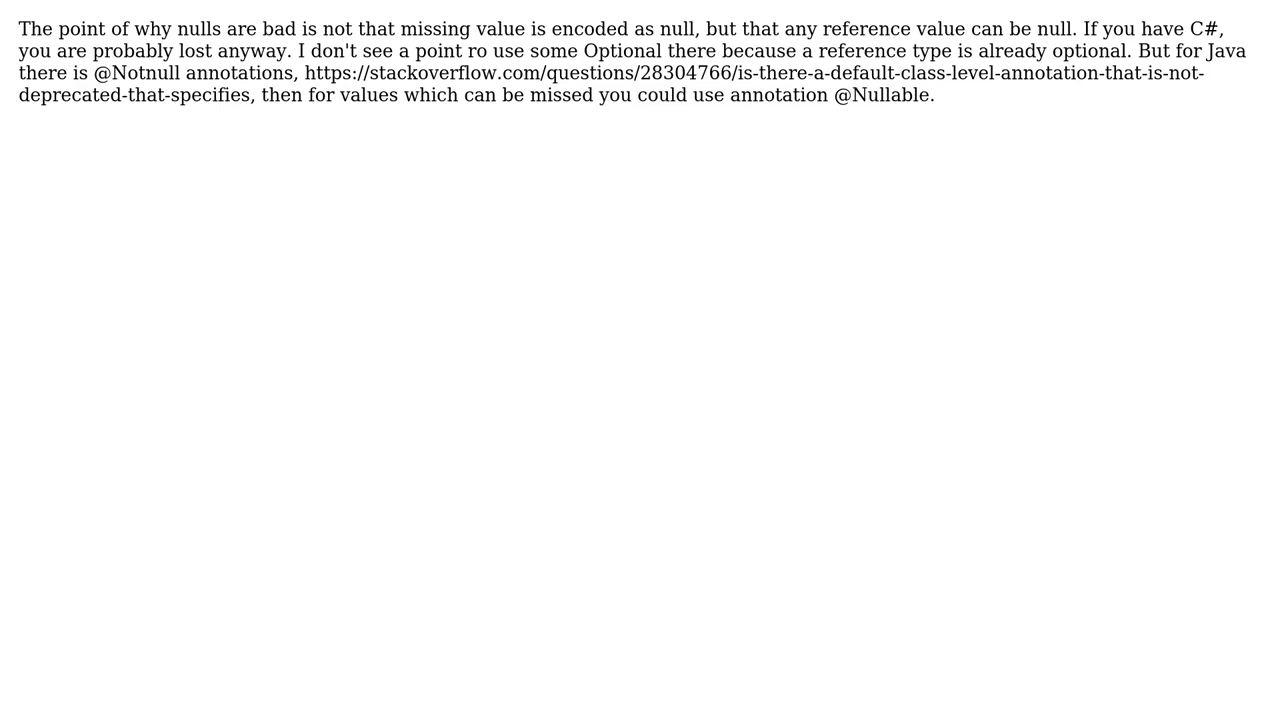 The point of why nulls are bad is not that missing value is encoded as null, but that any reference value can be null. If you have C#,
you are probably lost anyway. I don't see a point ro use some Optional there because a reference type is already optional. But for Java
there is @Notnull annotations, https://stackoverflow.com/questions/28304766/is-there-a-default-class-level-annotation-that-is-not-
deprecated-that-specifies, then for values which can be missed you could use annotation @Nullable.